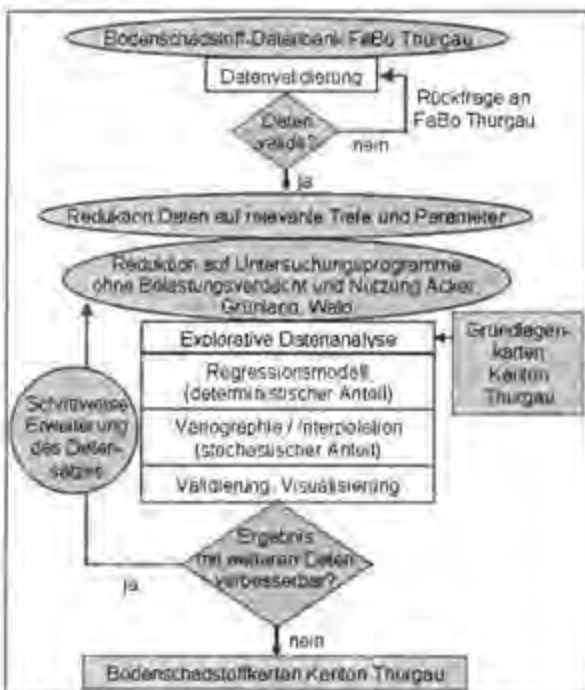 Bodenschadstoff-Datenbank FaBo Thurgau
Datenvalidierung
Rückfrage an
FaBo Thurgau
Daten
valide?
nein
ja
Reduktion Daten auf relevante Tiefe und Parameter
Reduktion auf Untersuchungsprogramme
ohne Belastungsverdacht und Nutzung Acker,
Grünland, Wald
Explorative Datenanalyse
Grundlagen-
karten
Kanton
Thurgau
Regressionsmodell
(deterministischer Anteil)
Schrittweise
Erweiterung
des Daten-
satzes
Variographie / Interpolation
(stochastischer Anteil)
Validierung, Visualisierung
Ergebnis
mit weiteren Daten
verbesserbar?
ja
nein
Bodenschadstoffkarten Kanton Thurgau